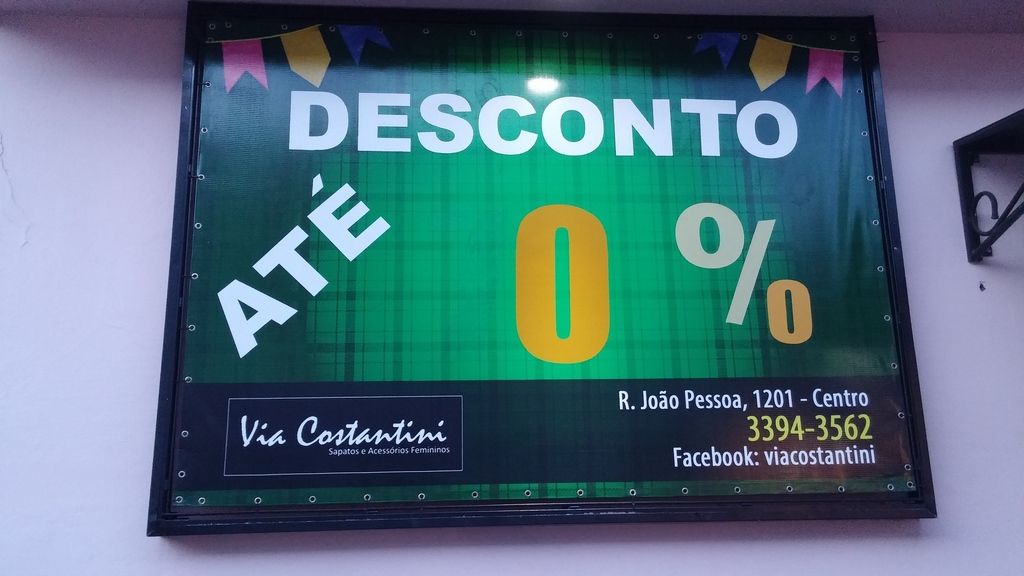 DESCONTO
ATÉ
0 %
Via Costantini
Sapatos e Acessórios Femininos
R. João Pessoa, 1201 - Centro
3394-3562
Facebook: viacostantini